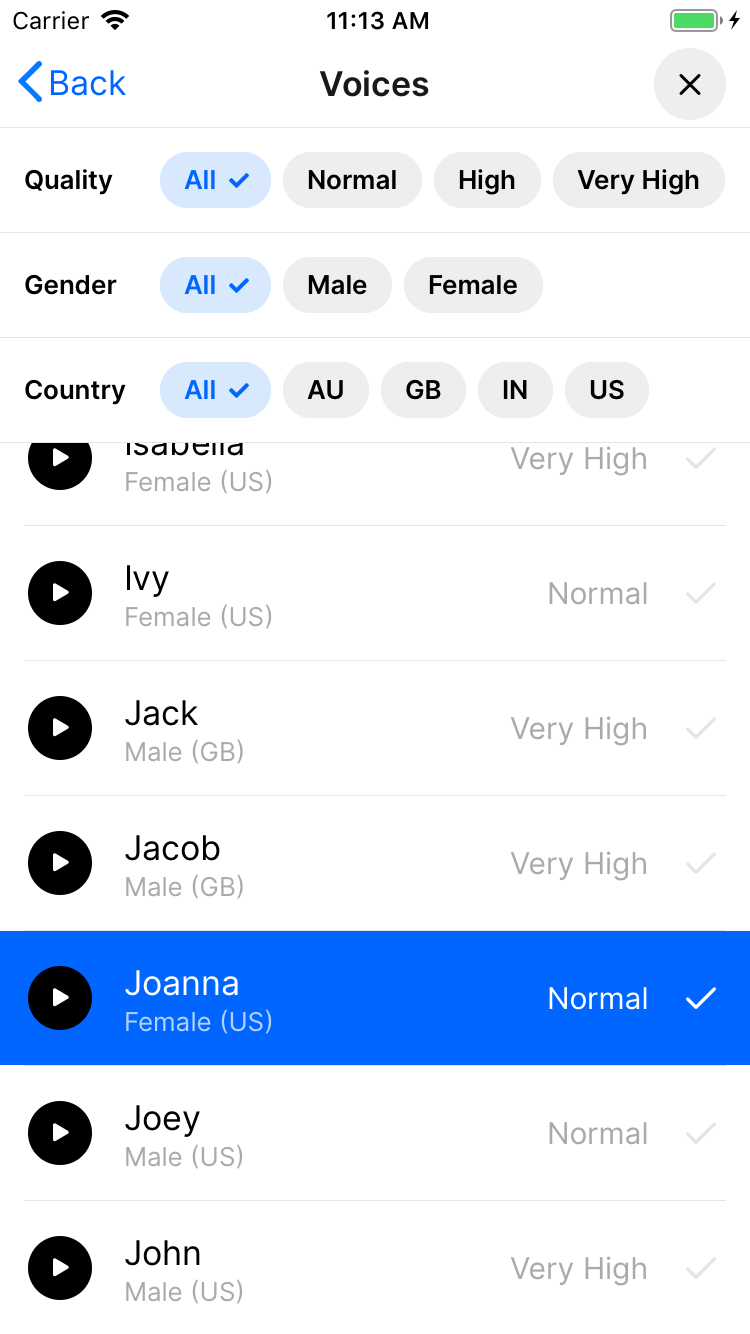 Carrier 11:13 AM
Back Voices
Quality All Normal High Very High
Gender All Male Female
Country All AU GB IN US
Isabella
Female (US) Very High
Ivy
Female (US) Normal
Jack
Male (GB) Very High
Jacob
Male (GB) Very High
Joanna
Female (US) Normal
Joey
Male (US) Normal
John
Male (US) Very High